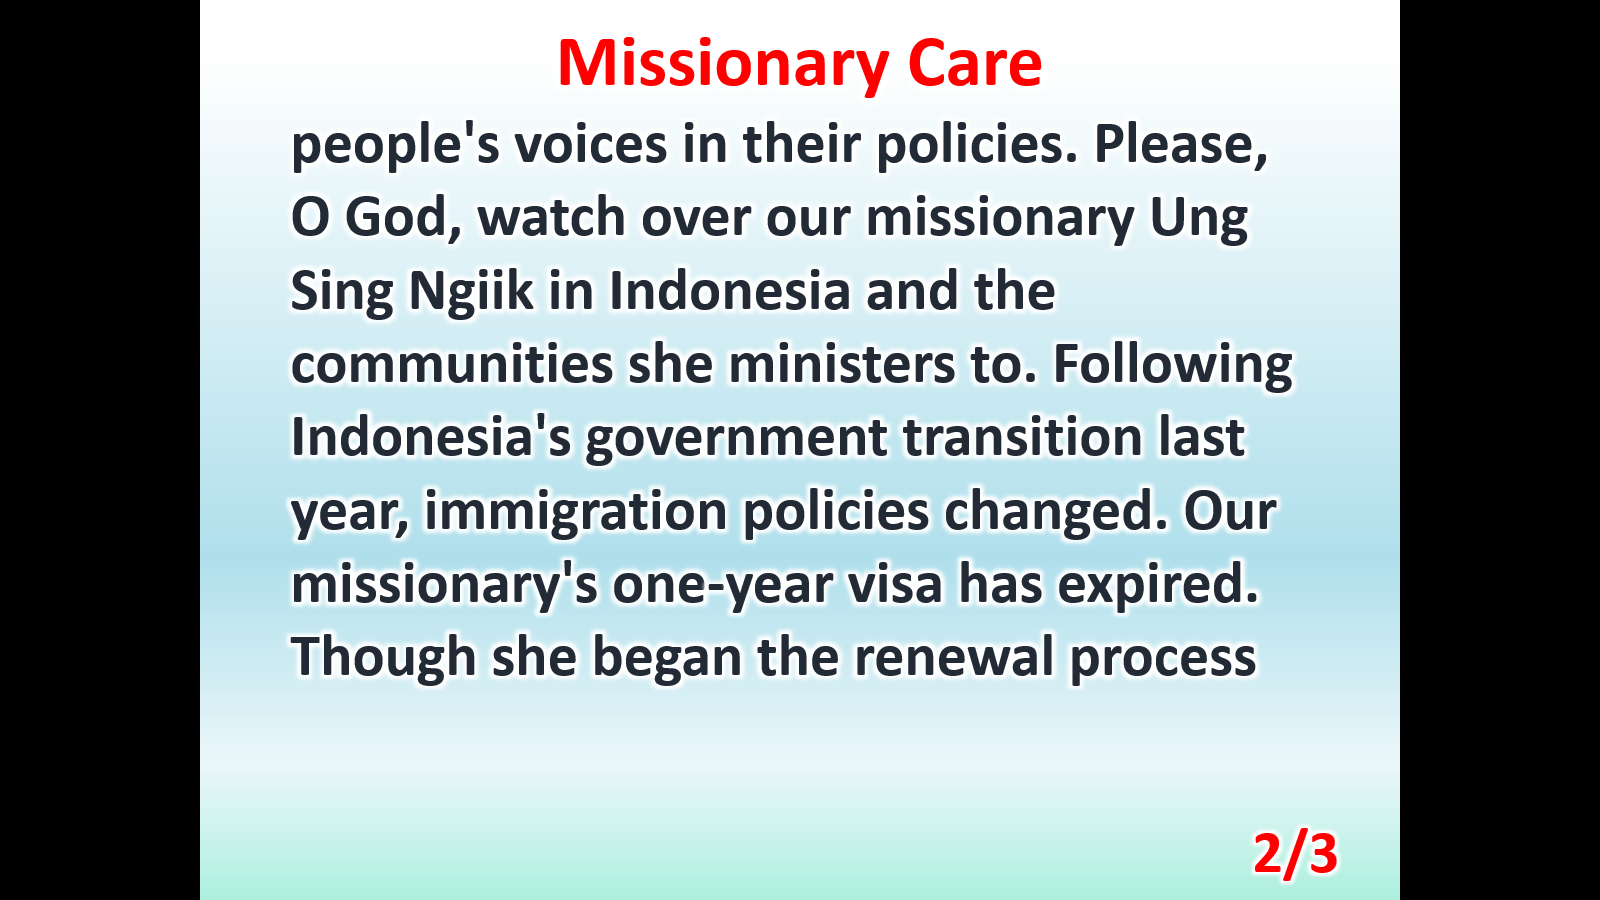 Missionary Care
people's voices in their policies. Please,
O God, watch over our missionary Ung
Sing Ngiik in Indonesia and the
communities she ministers to. Following
Indonesia's government transition last
year, immigration policies changed. Our
missionary's one-year visa has expired.
Though she began the renewal process
2/3